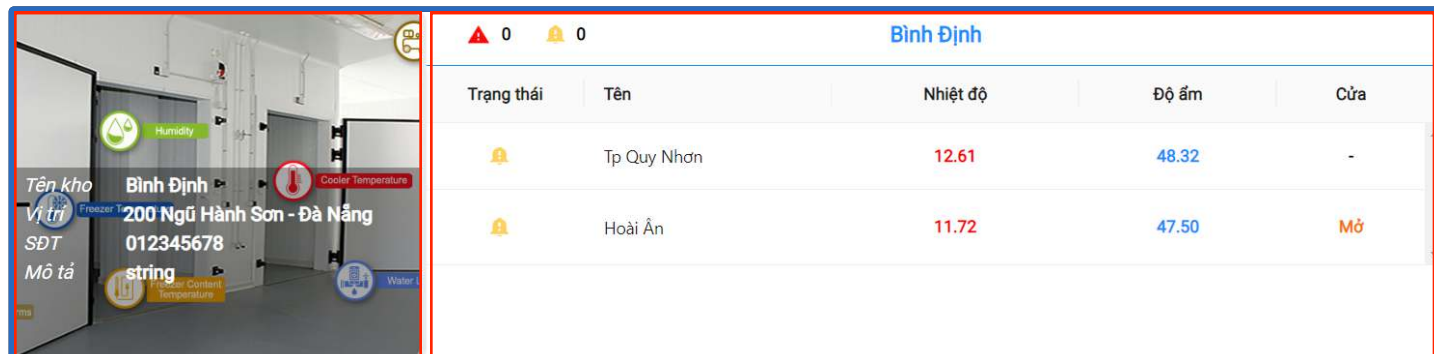 Humidity
Cooler Temperature
Tên kho Bình Định
Vị trí 200 Ngũ Hành Sơn - Đà Nẵng
SĐT 012345678
Mô tả string
Freezer Content
Temperature
Water
0 0 Bình Định
Trạng thái Tên Nhiệt độ Độ ẩm Cửa
Tp Quy Nhơn 12.61 48.32 -
Hoài Ân 11.72 47.50 Mở